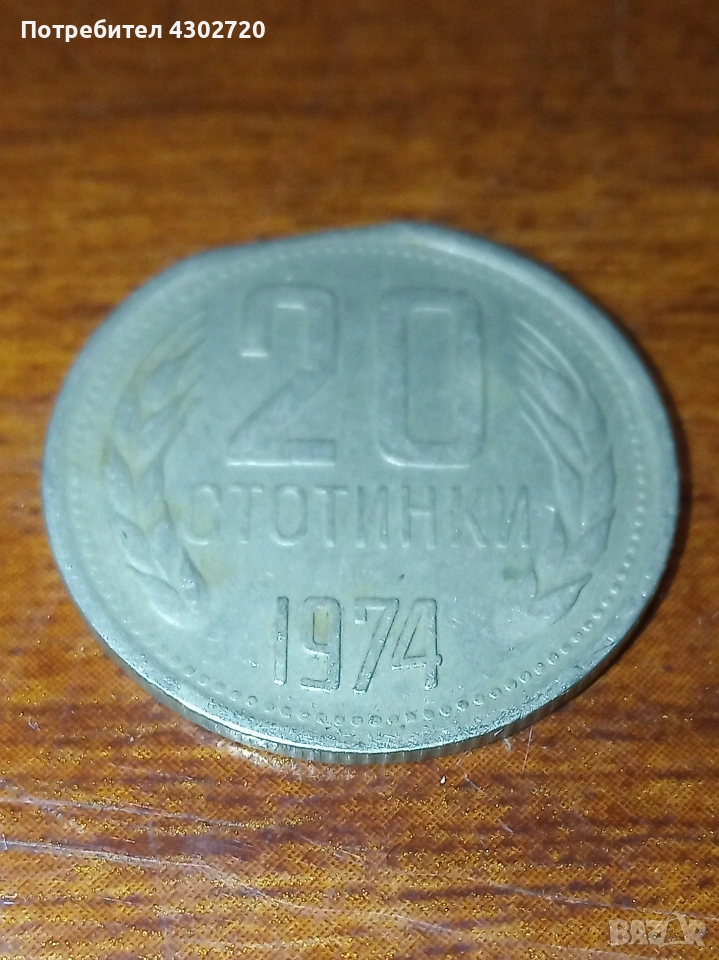 Потребител 4302720
20
СТОТИНКИ
1974
BAZAR